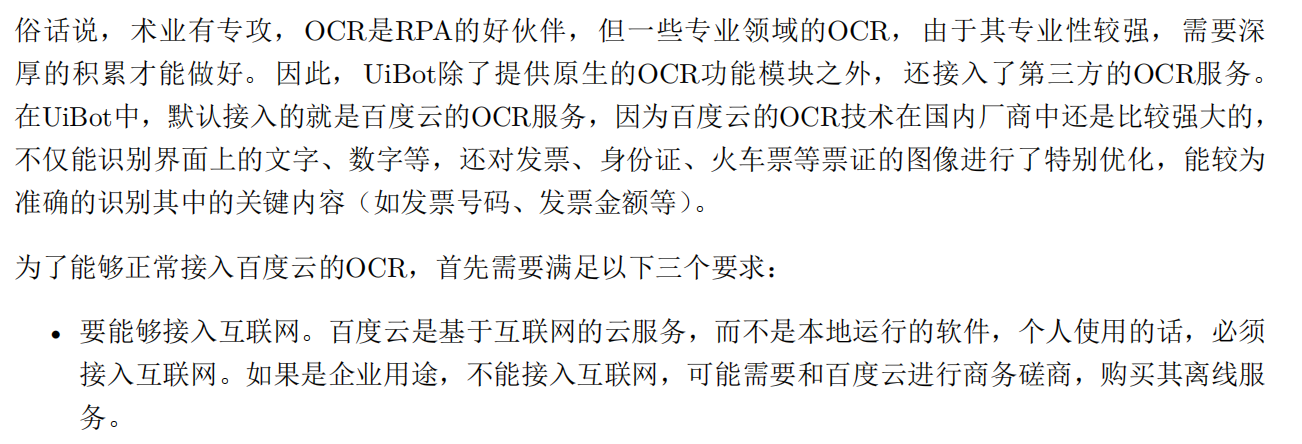 俗话说，术业有专攻，OCR是RPA的好伙伴，但一些专业领域的OCR，由于其专业性较强，需要深
厚的积累才能做好。因此，UiBot除了提供原生的OCR功能模块之外，还接入了第三方的OCR服务。
在UiBot中，默认接入的就是百度云的OCR服务，因为百度云的OCR技术在国内厂商中还是比较强大的，
不仅能识别界面上的文字、数字等，还对发票、身份证、火车票等票证的图像进行了特别优化，能较为
准确的识别其中的关键内容（如发票号码、发票金额等）。
为了能够正常接入百度云的OCR，首先需要满足以下三个要求：
• 要能够接入互联网。百度云是基于互联网的云服务，而不是本地运行的软件，个人使用的话，必须
接入互联网。如果是企业用途，不能接入互联网，可能需要和百度云进行商务磋商，购买其离线服
务。